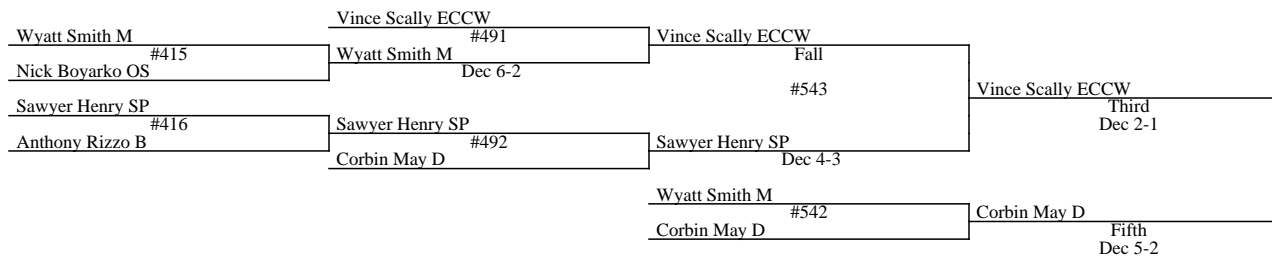 Vince Scally ECCW
#491
Wyatt Smith M
Vince Scally ECCW
#415
Wyatt Smith M
Fall
Nick Boyarko OS
Dec 6-2
#543
Vince Scally ECCW
Sawyer Henry SP
Third
#416
Sawyer Henry SP
Dec 2-1
Anthony Rizzo B
#492
Sawyer Henry SP
Corbin May D
Dec 4-3
Wyatt Smith M
#542
Corbin May D
Corbin May D
Fifth
Dec 5-2